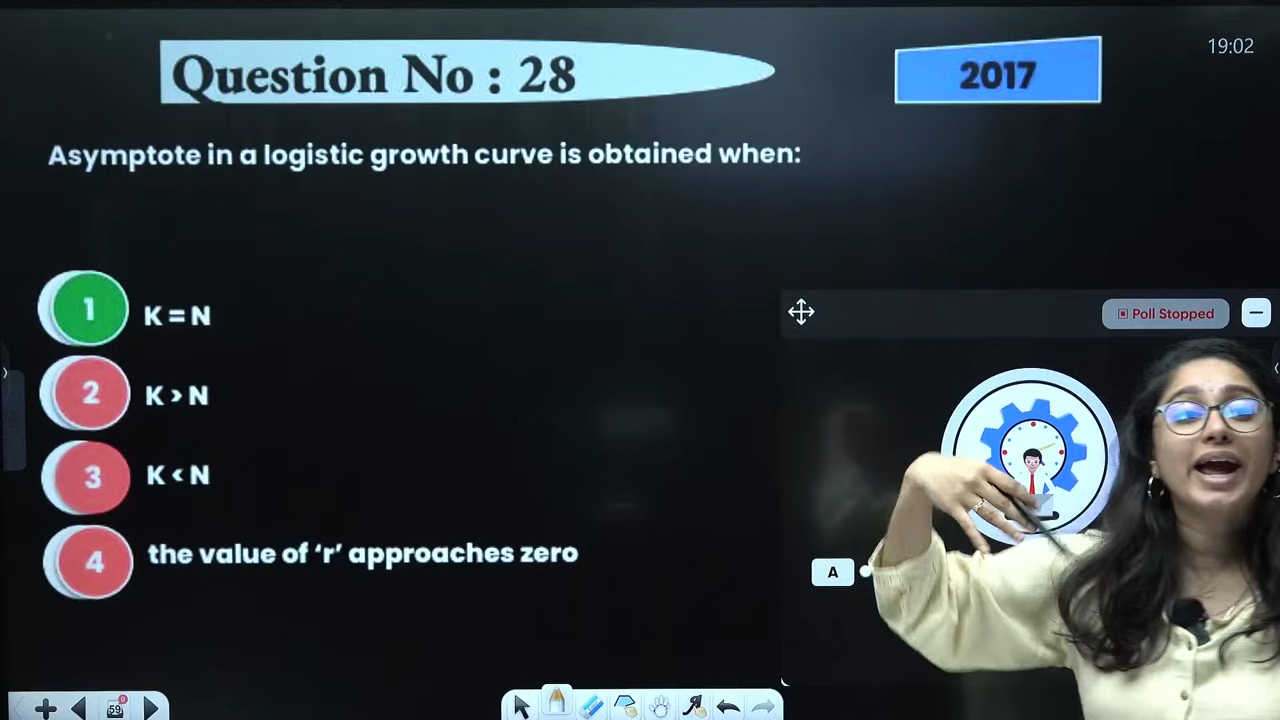 Question No : 28
2017
19:02
Asymptote in a logistic growth curve is obtained when:
1 K = N
2 K > N
3 K < N
4 the value of 'r' approaches zero
Poll Stopped
A
59
0